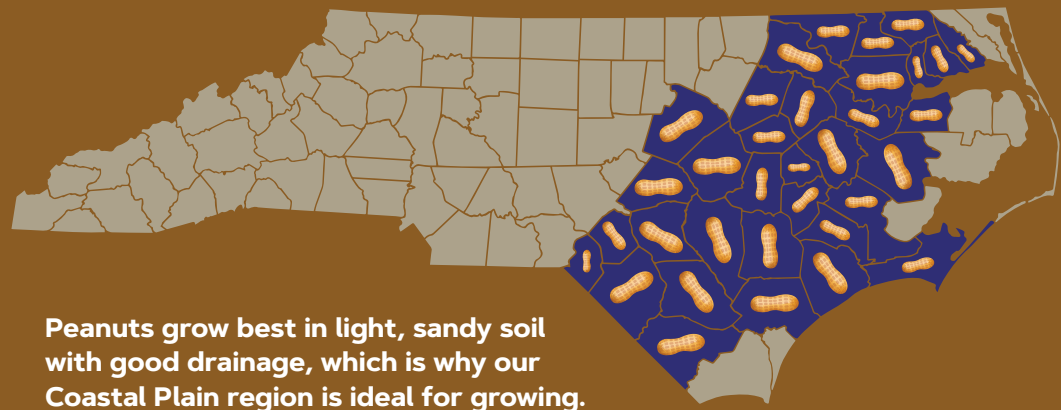 Peanuts grow best in light, sandy soil
with good drainage, which is why our
Coastal Plain region is ideal for growing.